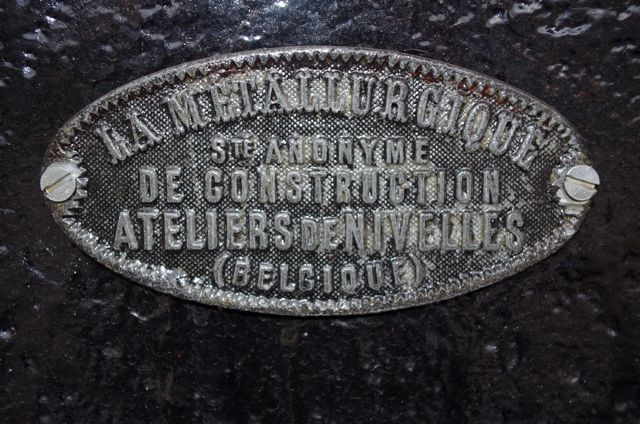 LA METALLURGIQUE
STÉ ANONYME
DE CONSTRUCTION
ATELIERS DE NIVELLES
(BELGIQUE)